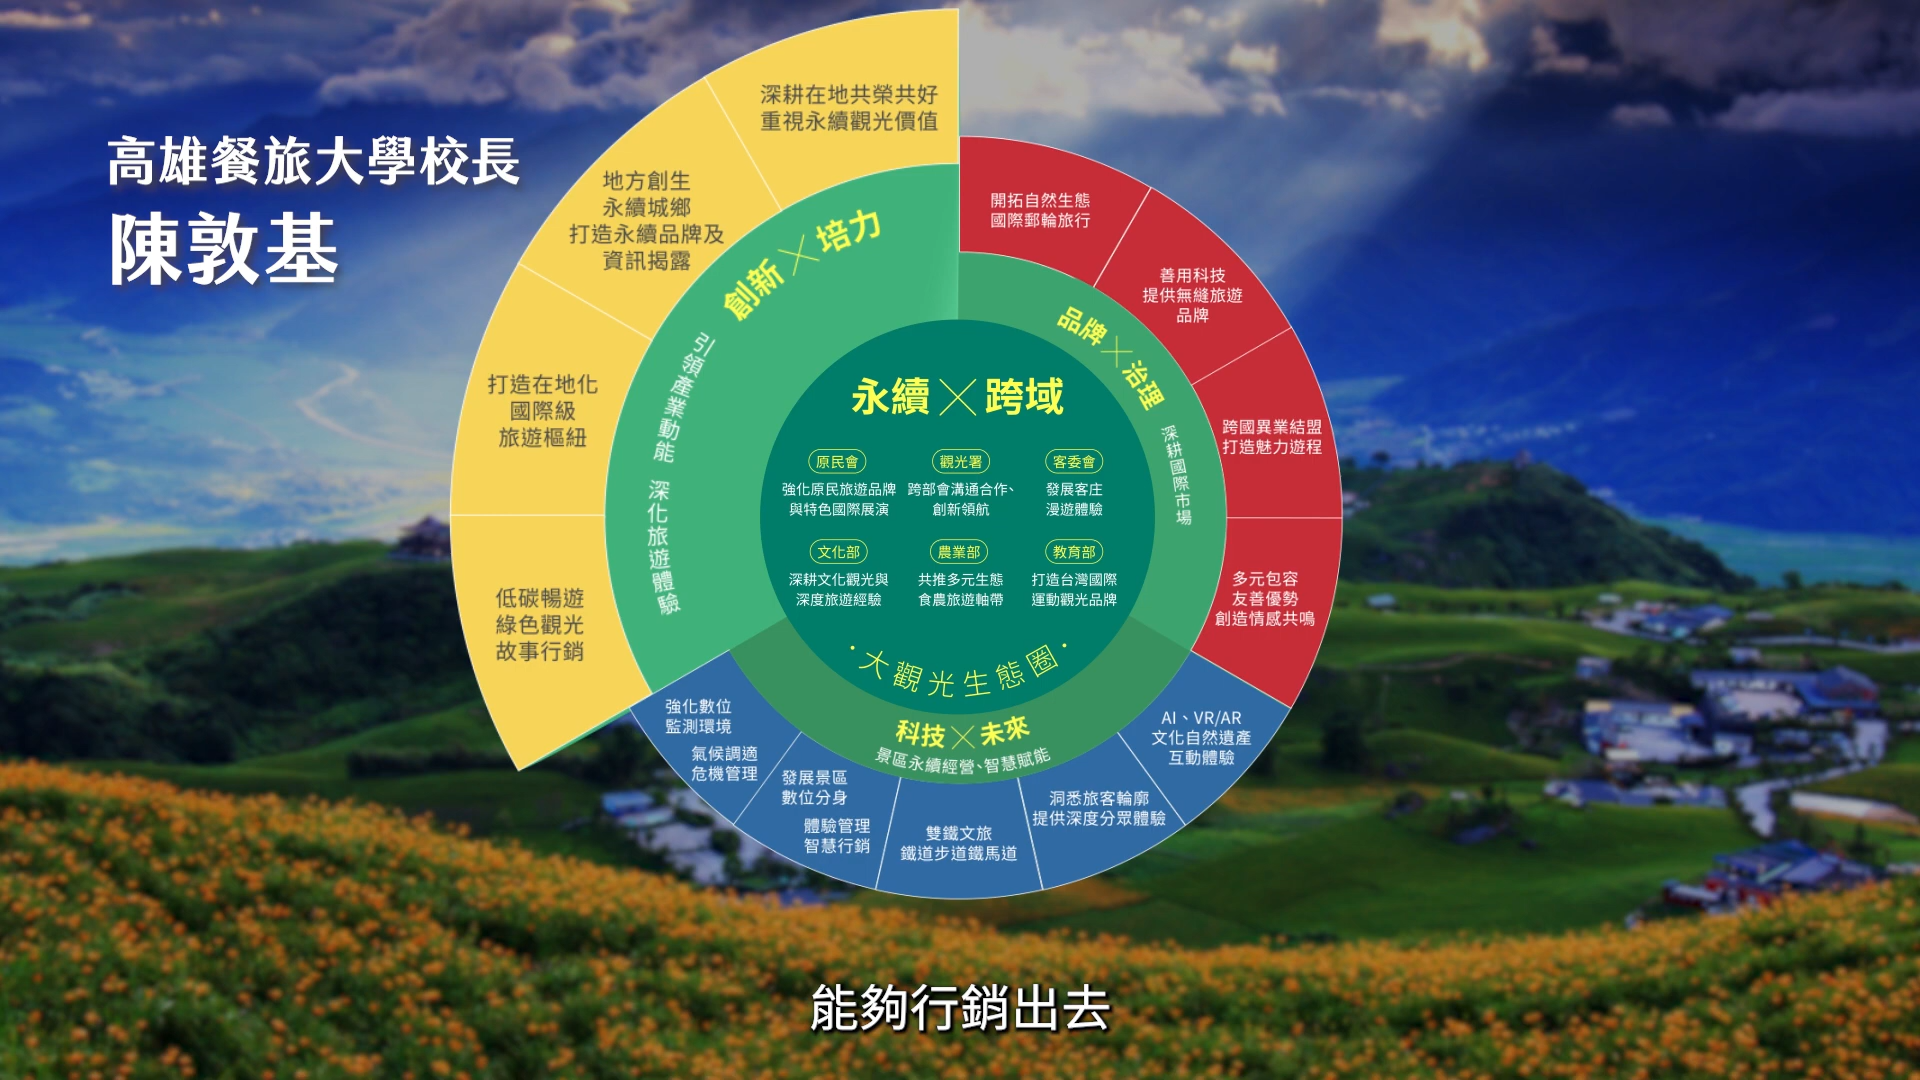 高雄餐旅大學校長
陳敦基
深耕在地共榮共好
重視永續觀光價值
地方創生
永續城鄉
打造永續品牌及
資訊揭露
打造在地化
國際級
旅遊樞紐
低碳暢遊
綠色觀光
故事行銷
創新╳培力
引領產業動能 深化旅遊體驗
開拓自然生態
國際郵輪旅行
善用科技
提供無縫旅遊
品牌
跨國異業結盟
打造魅力遊程
多元包容
友善優勢
創造情感共鳴
品牌╳治理
深耕國際市場
永續╳跨域
原民會
強化原民旅遊品牌
與特色國際展演
觀光署
跨部會溝通合作、
創新領航
客委會
發展客庄
漫遊體驗
文化部
深耕文化觀光與
深度旅遊經驗
農業部
共推多元生態
食農旅遊軸帶
教育部
打造台灣國際
運動觀光品牌
·大觀光生態圈·
科技╳未來
景區永續經營、智慧賦能
強化數位
監測環境
氣候調適
危機管理
發展景區
數位分身
體驗管理
智慧行銷
雙鐵文旅
鐵道步道鐵馬道
洞悉旅客輪廓
提供深度分眾體驗
AI、VR/AR
文化自然遺產
互動體驗
能夠行銷出去